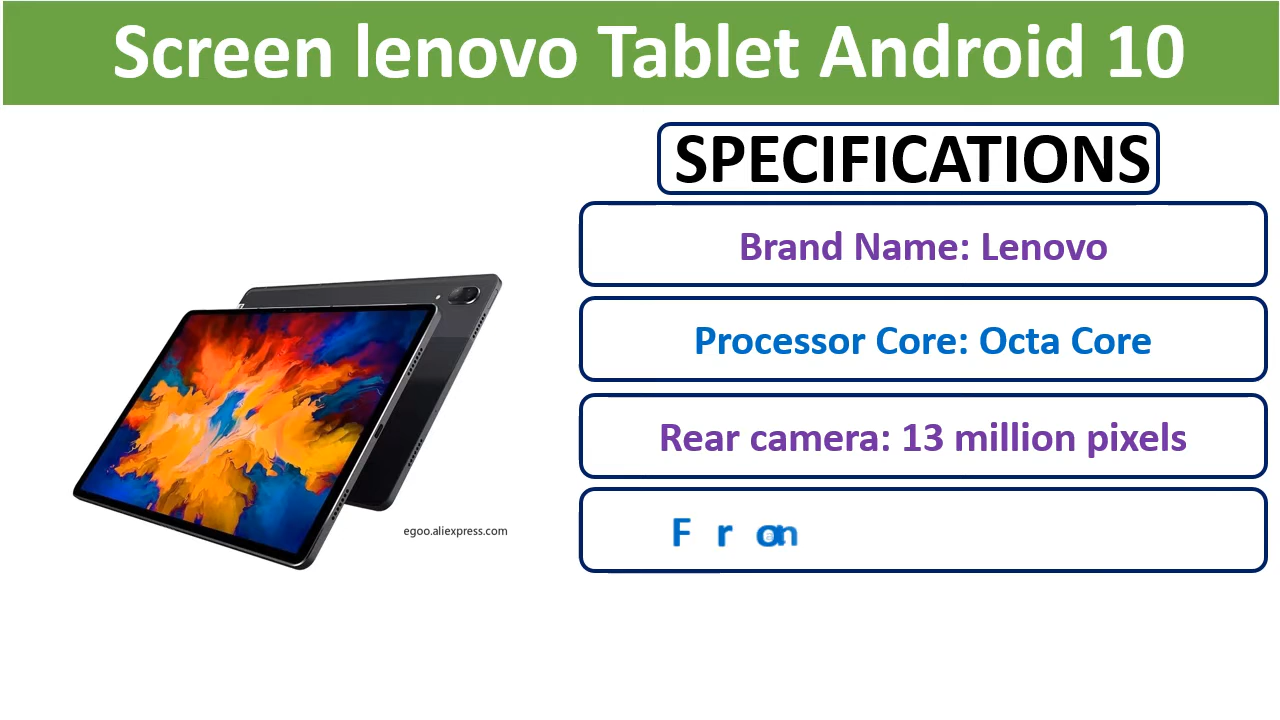 Screen lenovo Tablet Android 10
SPECIFICATIONS
Brand Name: Lenovo
Processor Core: Octa Core
Rear camera: 13 million pixels
F r on
egoo.aliexpress.com